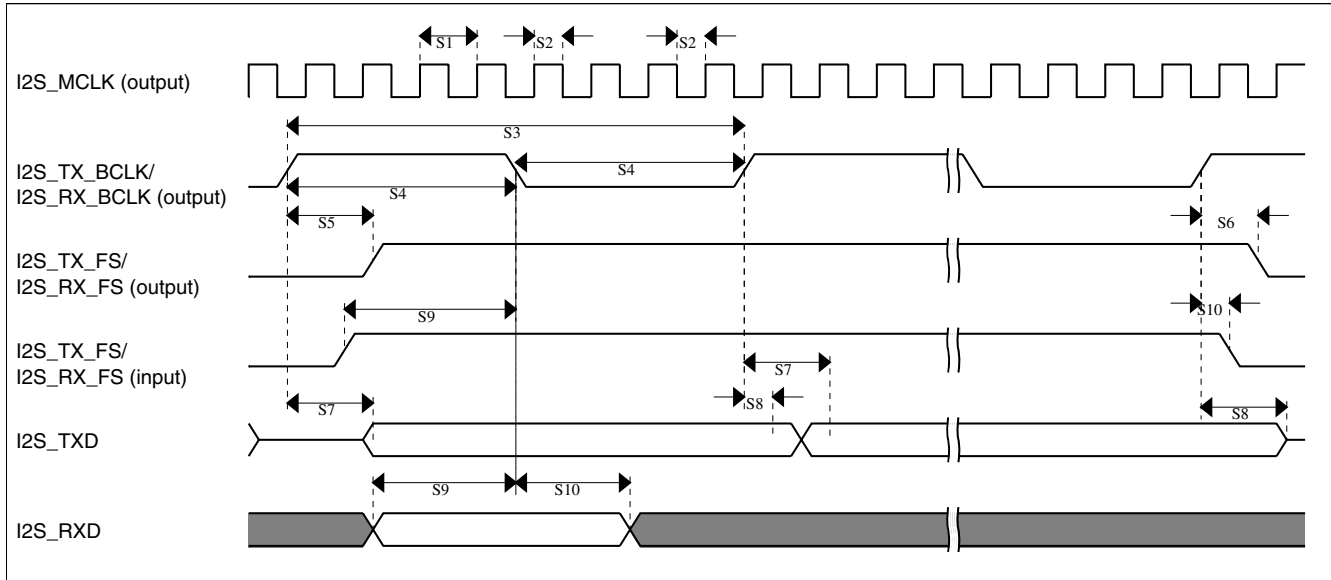 S1
S2
S2
I2S_MCLK (output)
S3
I2S_TX_BCLK/
I2S_RX_BCLK (output)
S4
S4
S5
S6
I2S_TX_FS/
I2S_RX_FS (output)
S9
S10
I2S_TX_FS/
I2S_RX_FS (input)
S7
S7
S8
S8
I2S_TXD
S9
S10
I2S_RXD